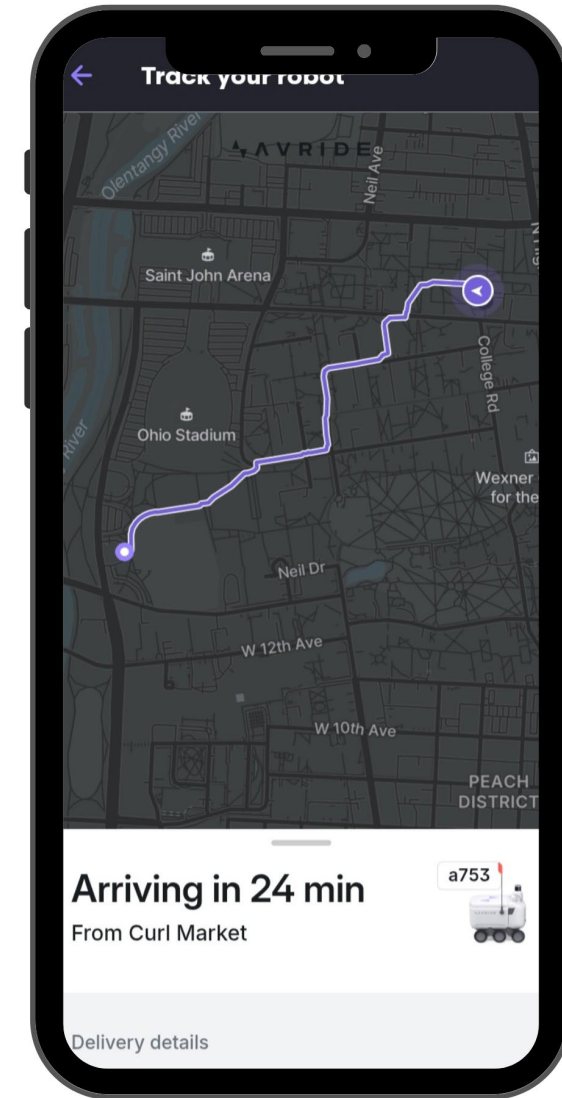 Track your robot
Olentangy River
AVRIDE
Neil Ave
Saint John Arena
College Rd
Ohio Stadium
River
Wexner
for the
Neil Dr
W 12th Ave
W 10th Ave
PEACH
DISTRICT
Arriving in 24 min
a753
From Curl Market
Delivery details